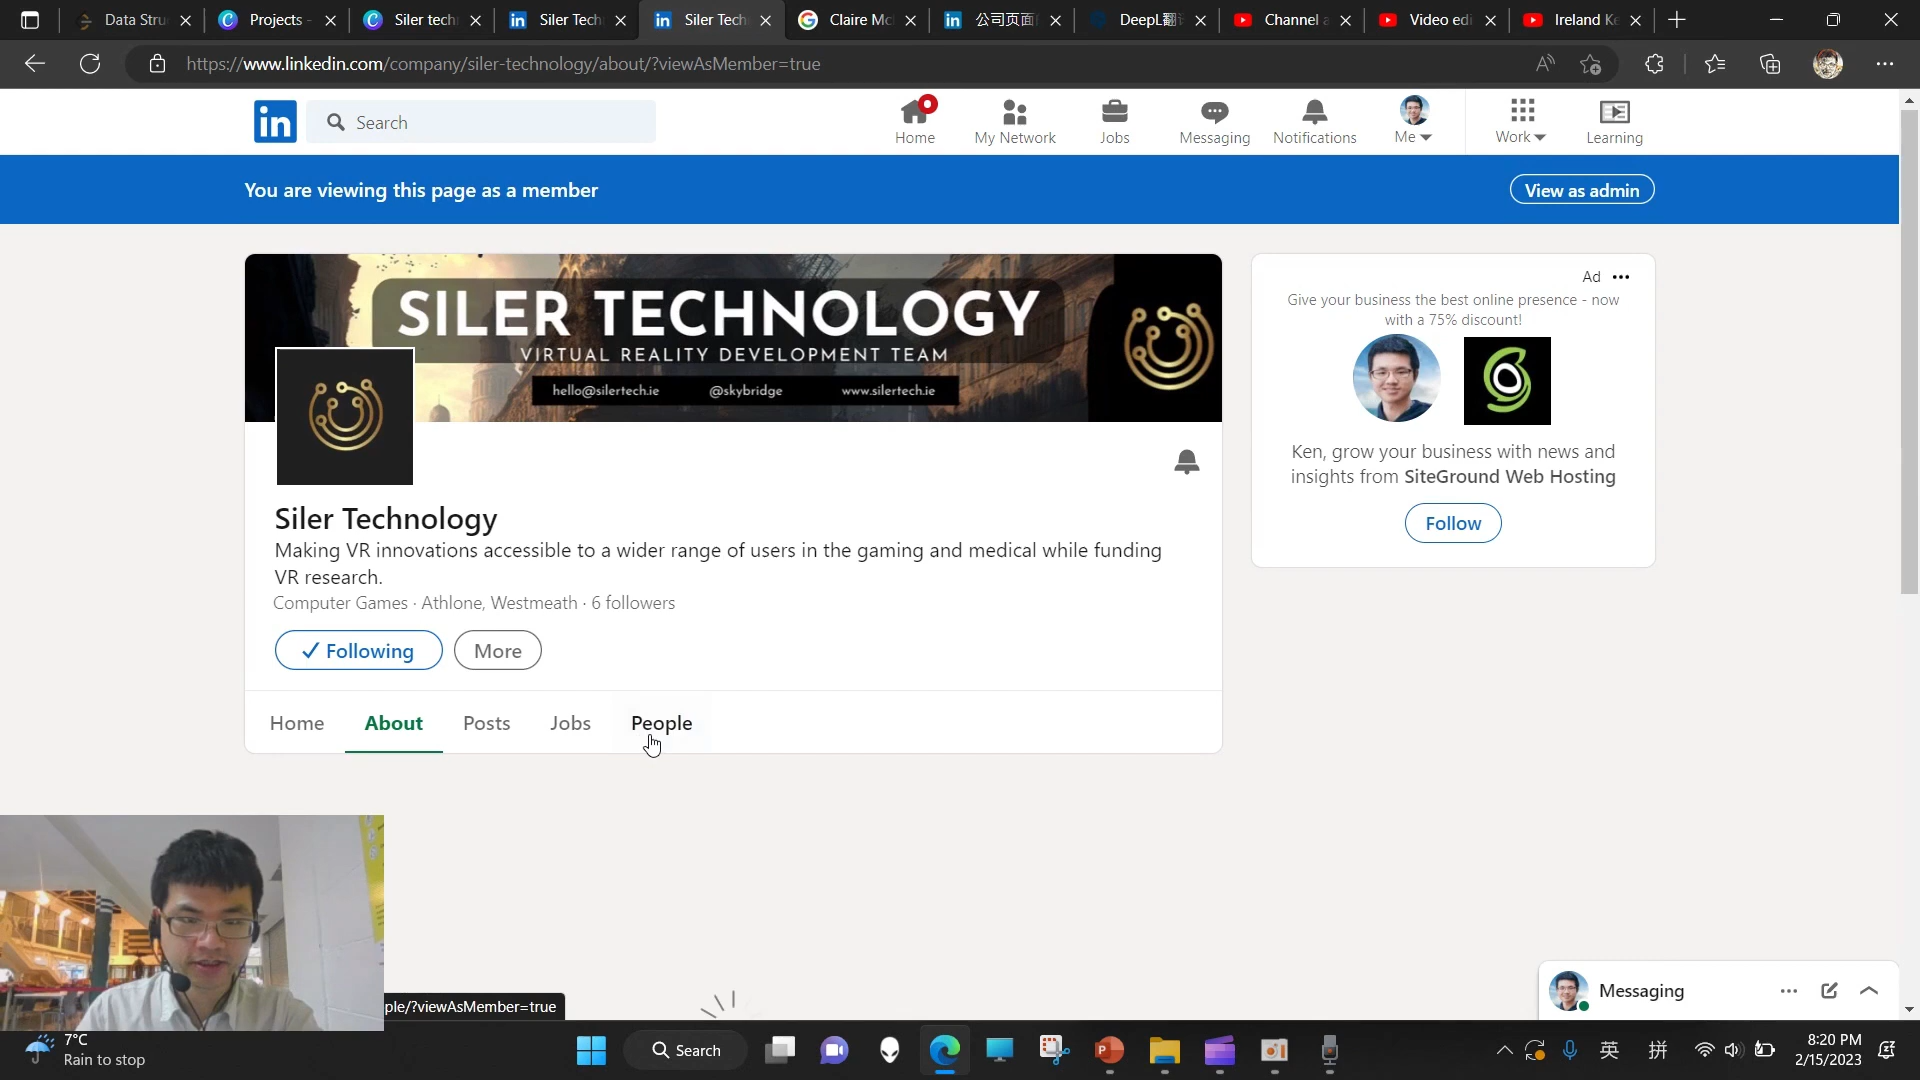 Data Stru
Projects -
Siler tech
Siler Tech
Siler Tech
Claire Mc
公司页面
DeepL翻
Channel a
Video edi
Ireland Ke
https://www.linkedin.com/company/siler-technology/about/?viewAsMember=true
in
Search
Home
My Network
Jobs
Messaging
Notifications
Me
Work
Learning
You are viewing this page as a member
View as admin
SILER TECHNOLOGY
VIRTUAL REALITY DEVELOPMENT TEAM
hello@silertech.ie @skybridge www.silertech.ie
Siler Technology
Making VR innovations accessible to a wider range of users in the gaming and medical while funding
VR research.
Computer Games · Athlone, Westmeath · 6 followers
Following
More
Home
About
Posts
Jobs
People
Ad
Give your business the best online presence - now
with a 75% discount!
Ken, grow your business with news and
insights from SiteGround Web Hosting
Follow
Messaging
ple/?viewAsMember=true
7°C
Rain to stop
Search
英
拼
8:20 PM
2/15/2023